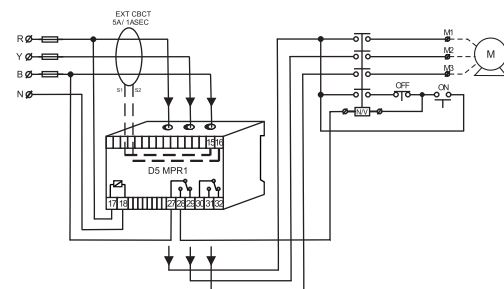 EXT CBCT
5A/ 1ASEC
R
Y
B
N
S1 S2
M1
M2
M3
M
OFF
ON
N/V
15 16
D5 MPR1
17 18 27 28 29 30 31 32